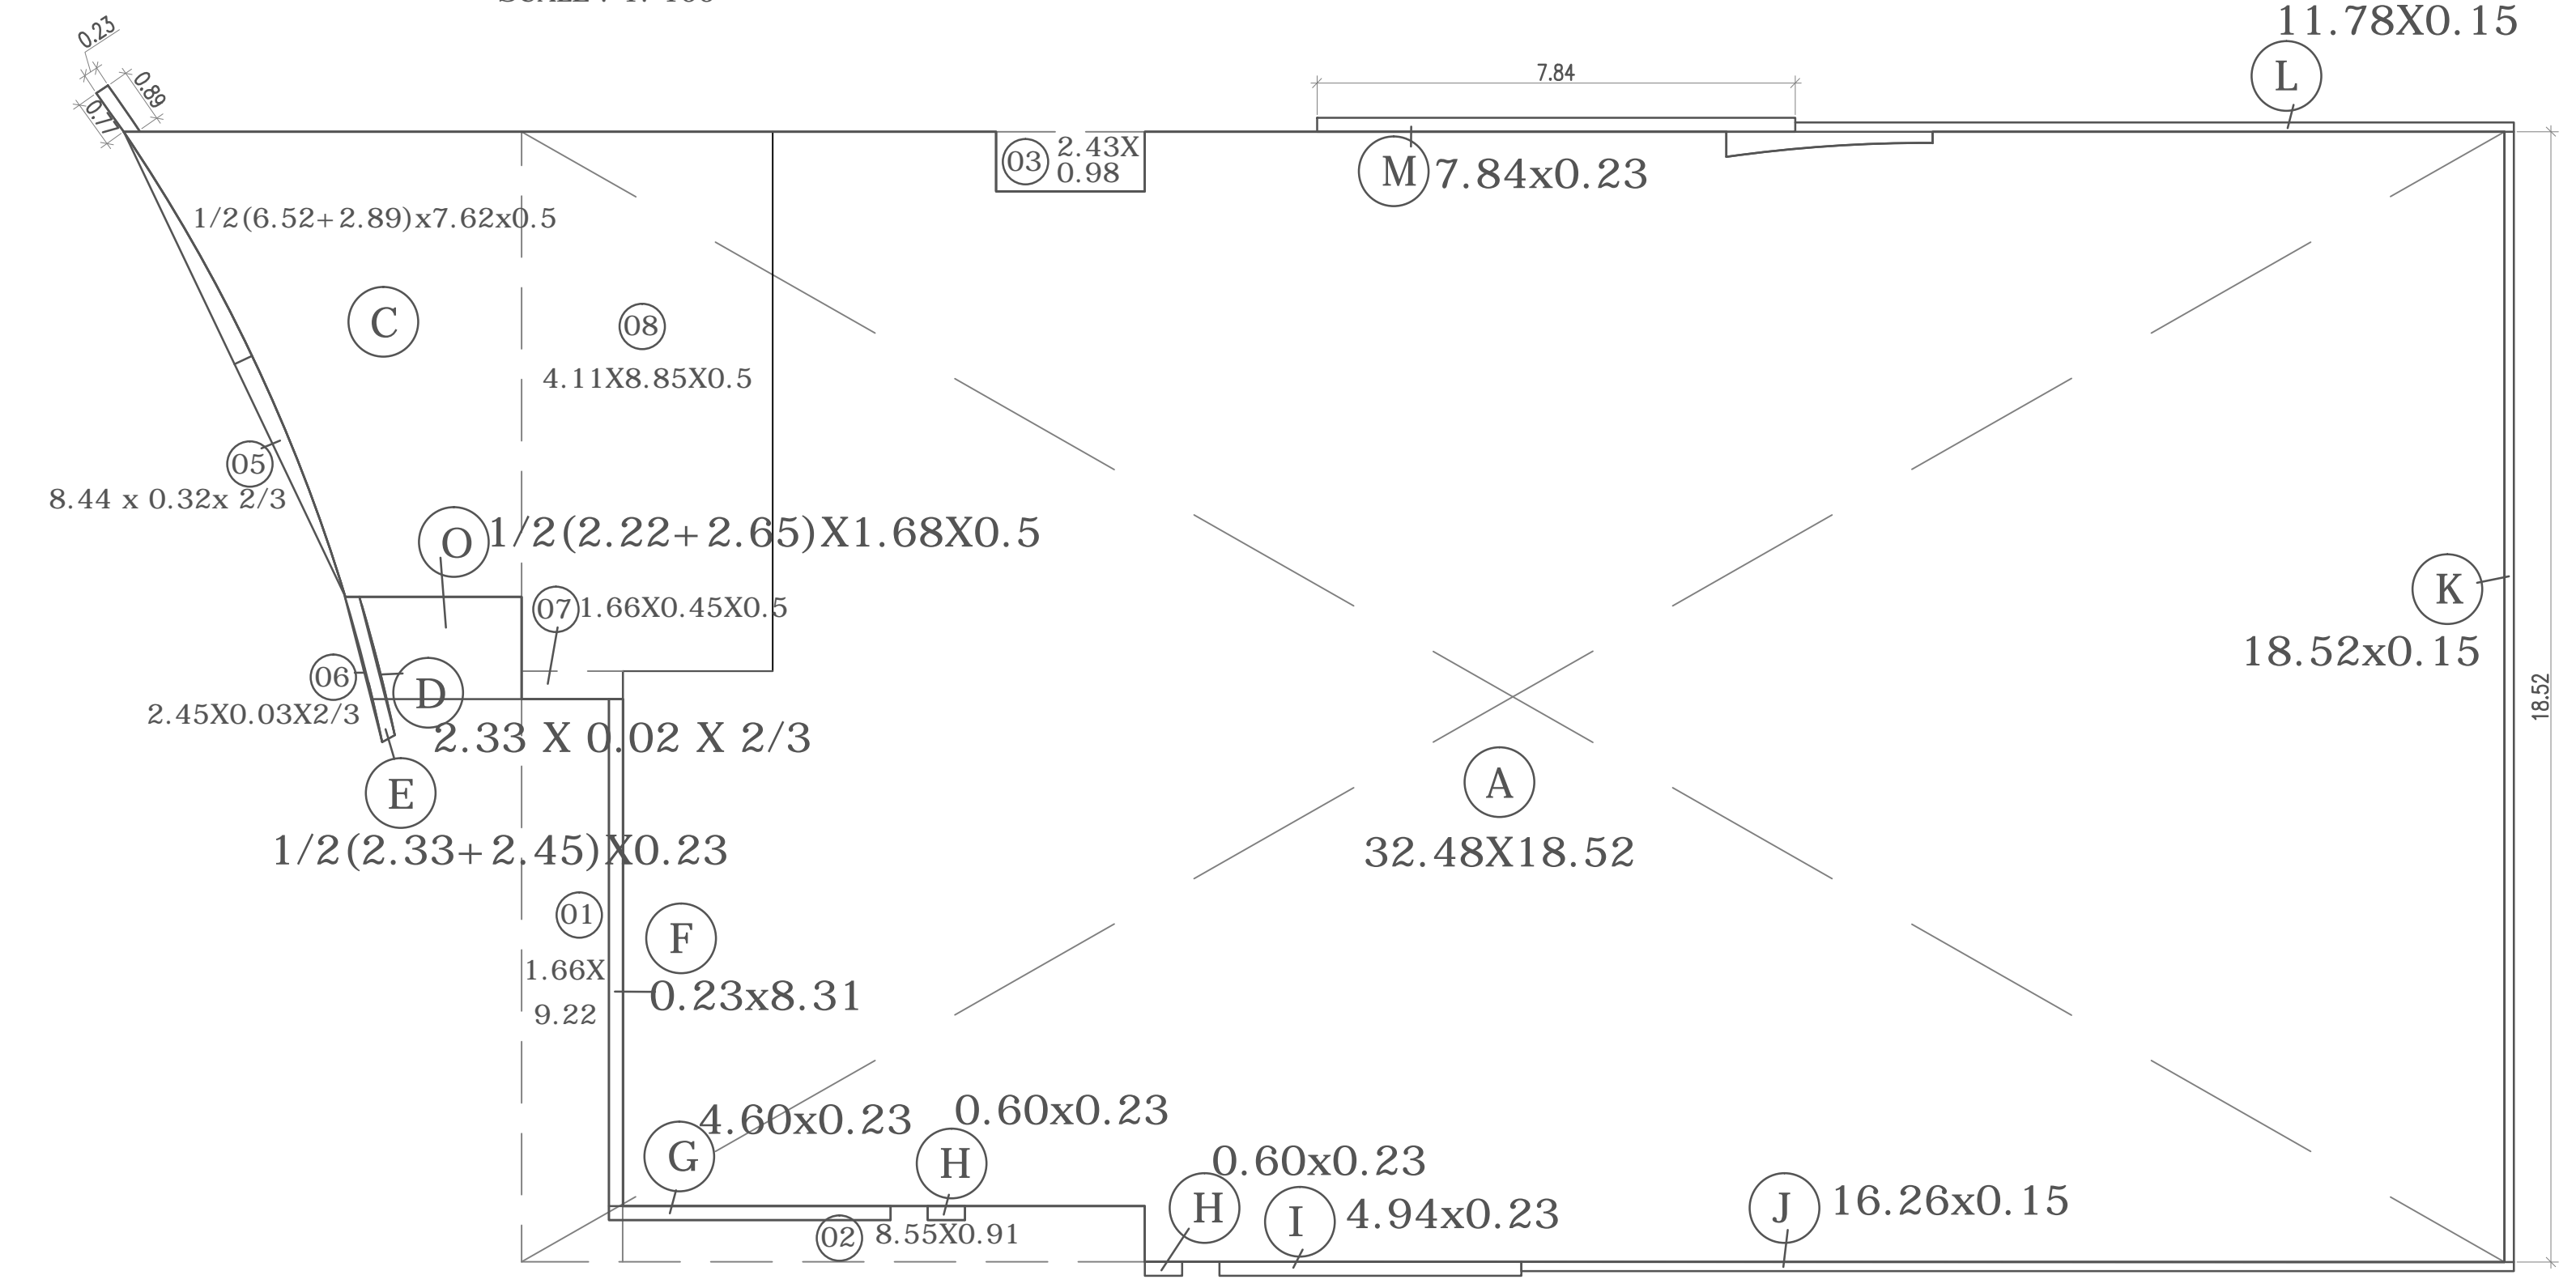 11.78X0.15
L
0.23
0.89
0.77
7.84
03
2.43X
0.98
M
7.84x0.23
1/2(6.52+2.89)x7.62x0.5
C
08
4.11X8.85X0.5
05
8.44 x 0.32x 2/3
O
1/2(2.22+2.65)X1.68X0.5
07
1.66X0.45X0.5
K
18.52x0.15
18.52
06
D
2.45X0.03X2/3
2.33 X 0.02 X 2/3
E
A
1/2(2.33+2.45)X0.23
32.48X18.52
01
F
1.66X
9.22
0.23x8.31
4.60x0.23
0.60x0.23
G
H
0.60x0.23
H
I
4.94x0.23
J
16.26x0.15
02
8.55X0.91